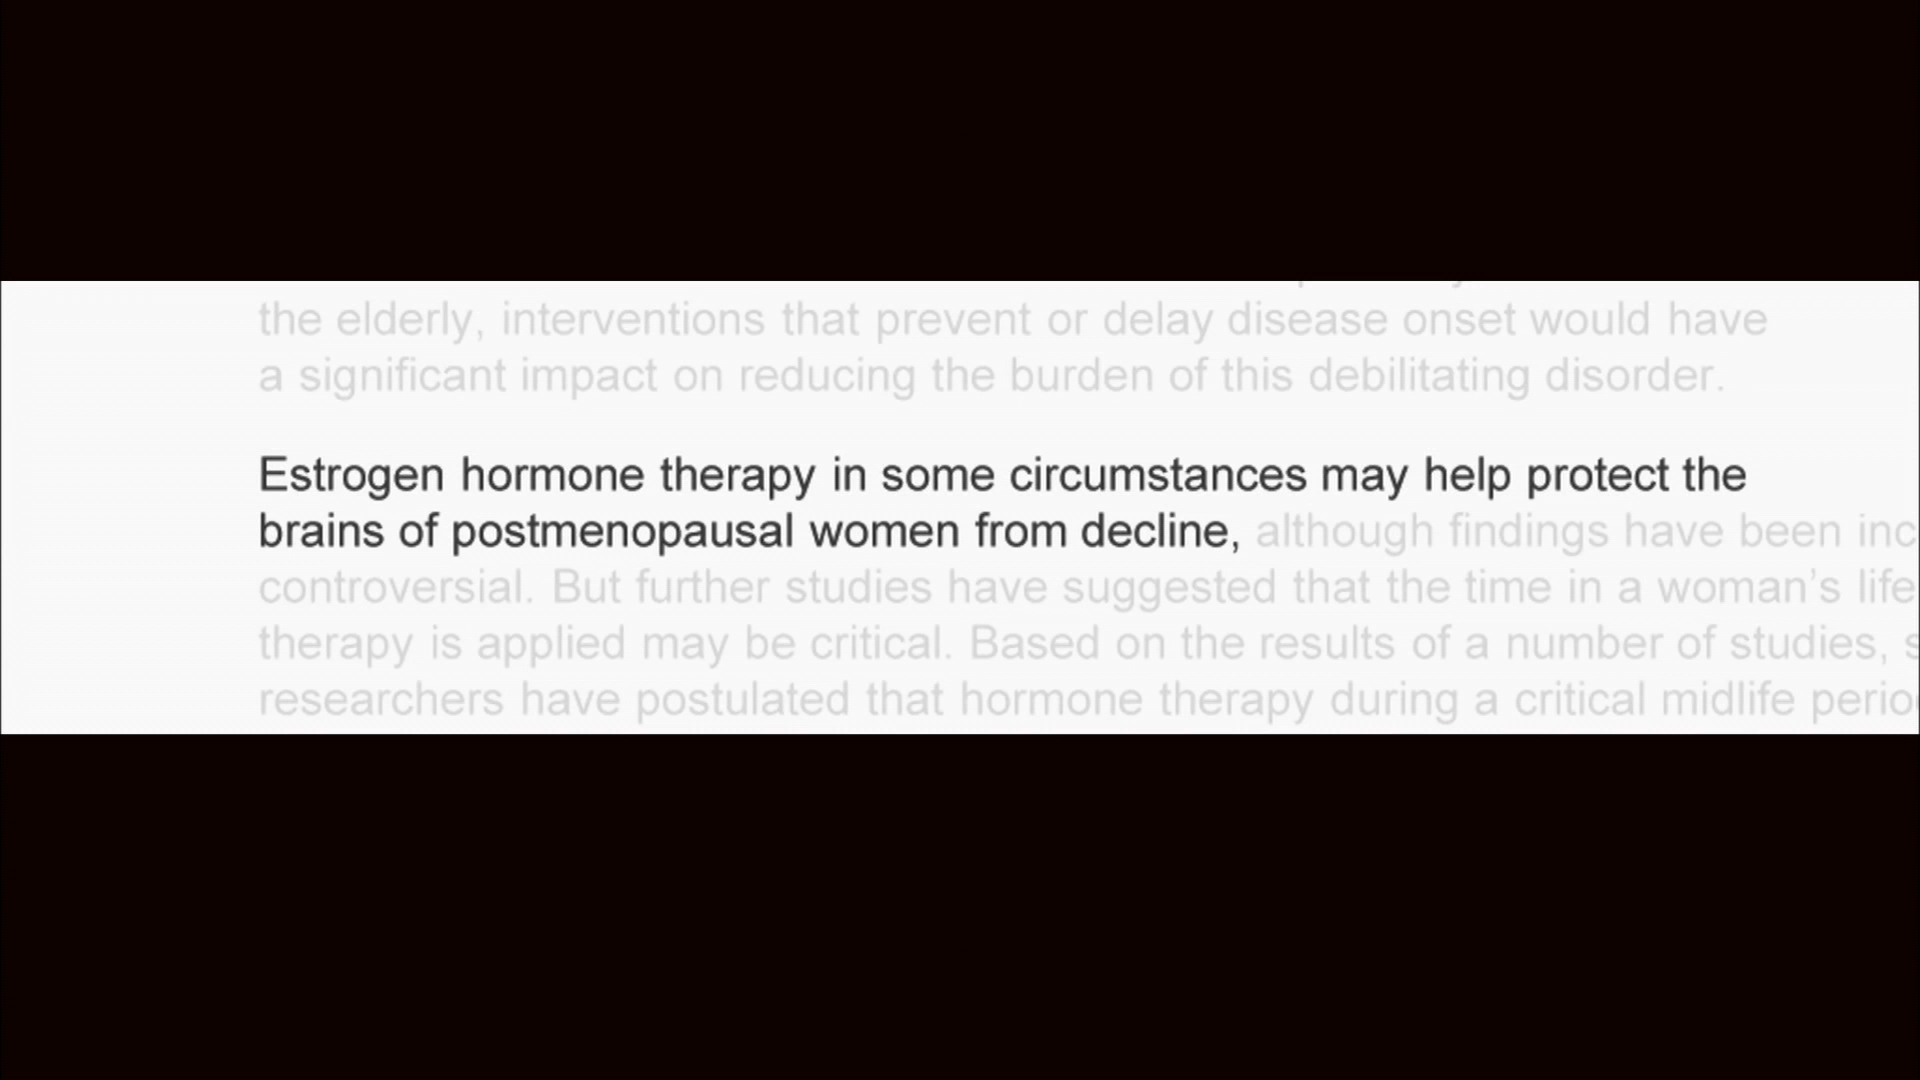 the elderly, interventions that prevent or delay disease onset would have
a significant impact on reducing the burden of this debilitating disorder.
Estrogen hormone therapy in some circumstances may help protect the
brains of postmenopausal women from decline, although findings have been
controversial. But further studies have suggested that the time in a woman’s life
therapy is applied may be critical. Based on the results of a number of studies,
researchers have postulated that hormone therapy during a critical midlife